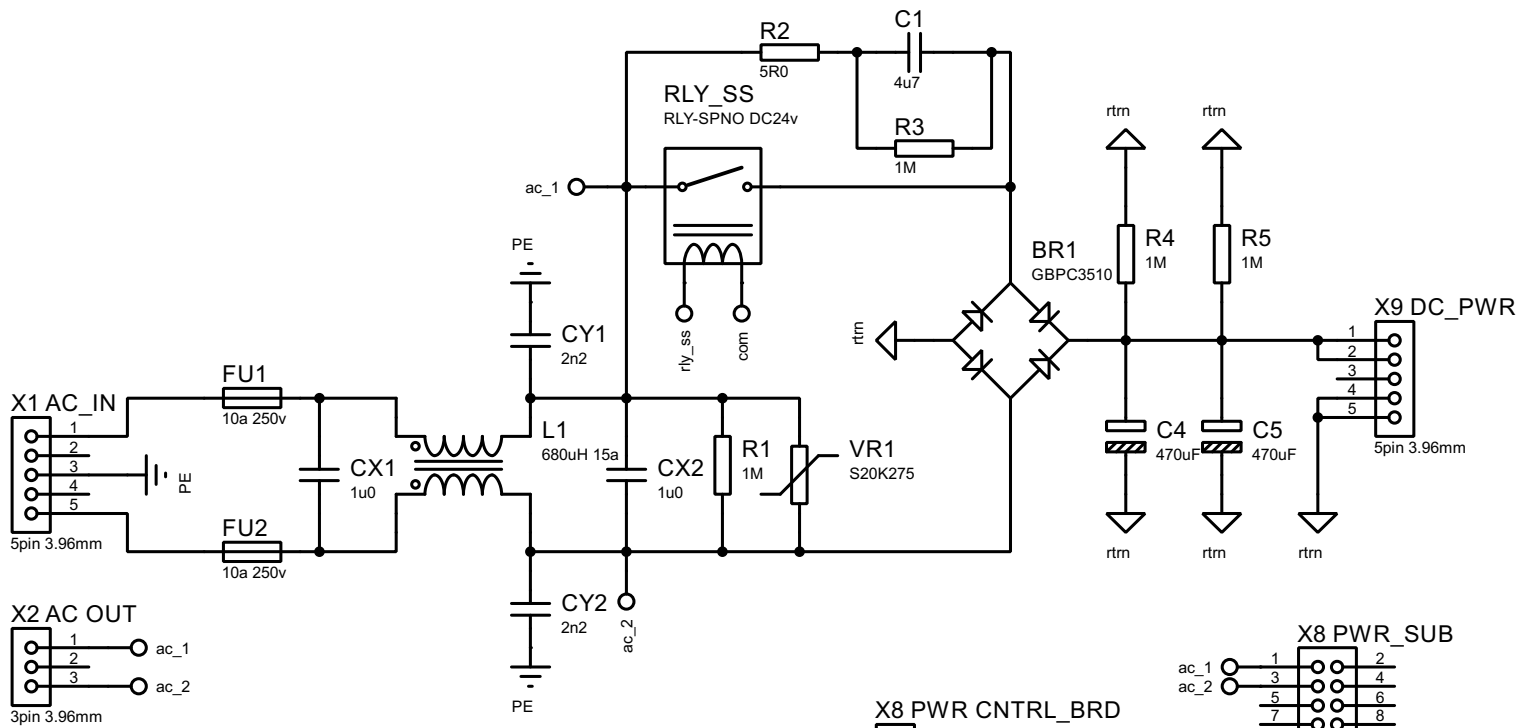 R2
5R0
C1
4u7
RLY_SS
RLY-SPNO DC24v
R3
1M
rtrn
rtrn
ac_1
PE
R4
1M
R5
1M
BR1
GBPC3510
X9 DC_PWR
1
2
3
4
5
5pin 3.96mm
CY1
2n2
rly_ss
com
rtrn
FU1
10a 250v
X1 AC_IN
1
2
3
4
5
5pin 3.96mm
PE
CX1
1u0
L1
680uH 15a
CX2
1u0
R1
1M
VR1
S20K275
C4
470uF
C5
470uF
FU2
10a 250v
rtrn
rtrn
rtrn
CY2
2n2
ac_2
PE
X2 AC OUT
1
2
3
ac_1
ac_2
3pin 3.96mm
X8 PWR_SUB
ac_1
ac_2
1
2
3
4
5
6
7
8
X8 PWR CNTRL_BRD